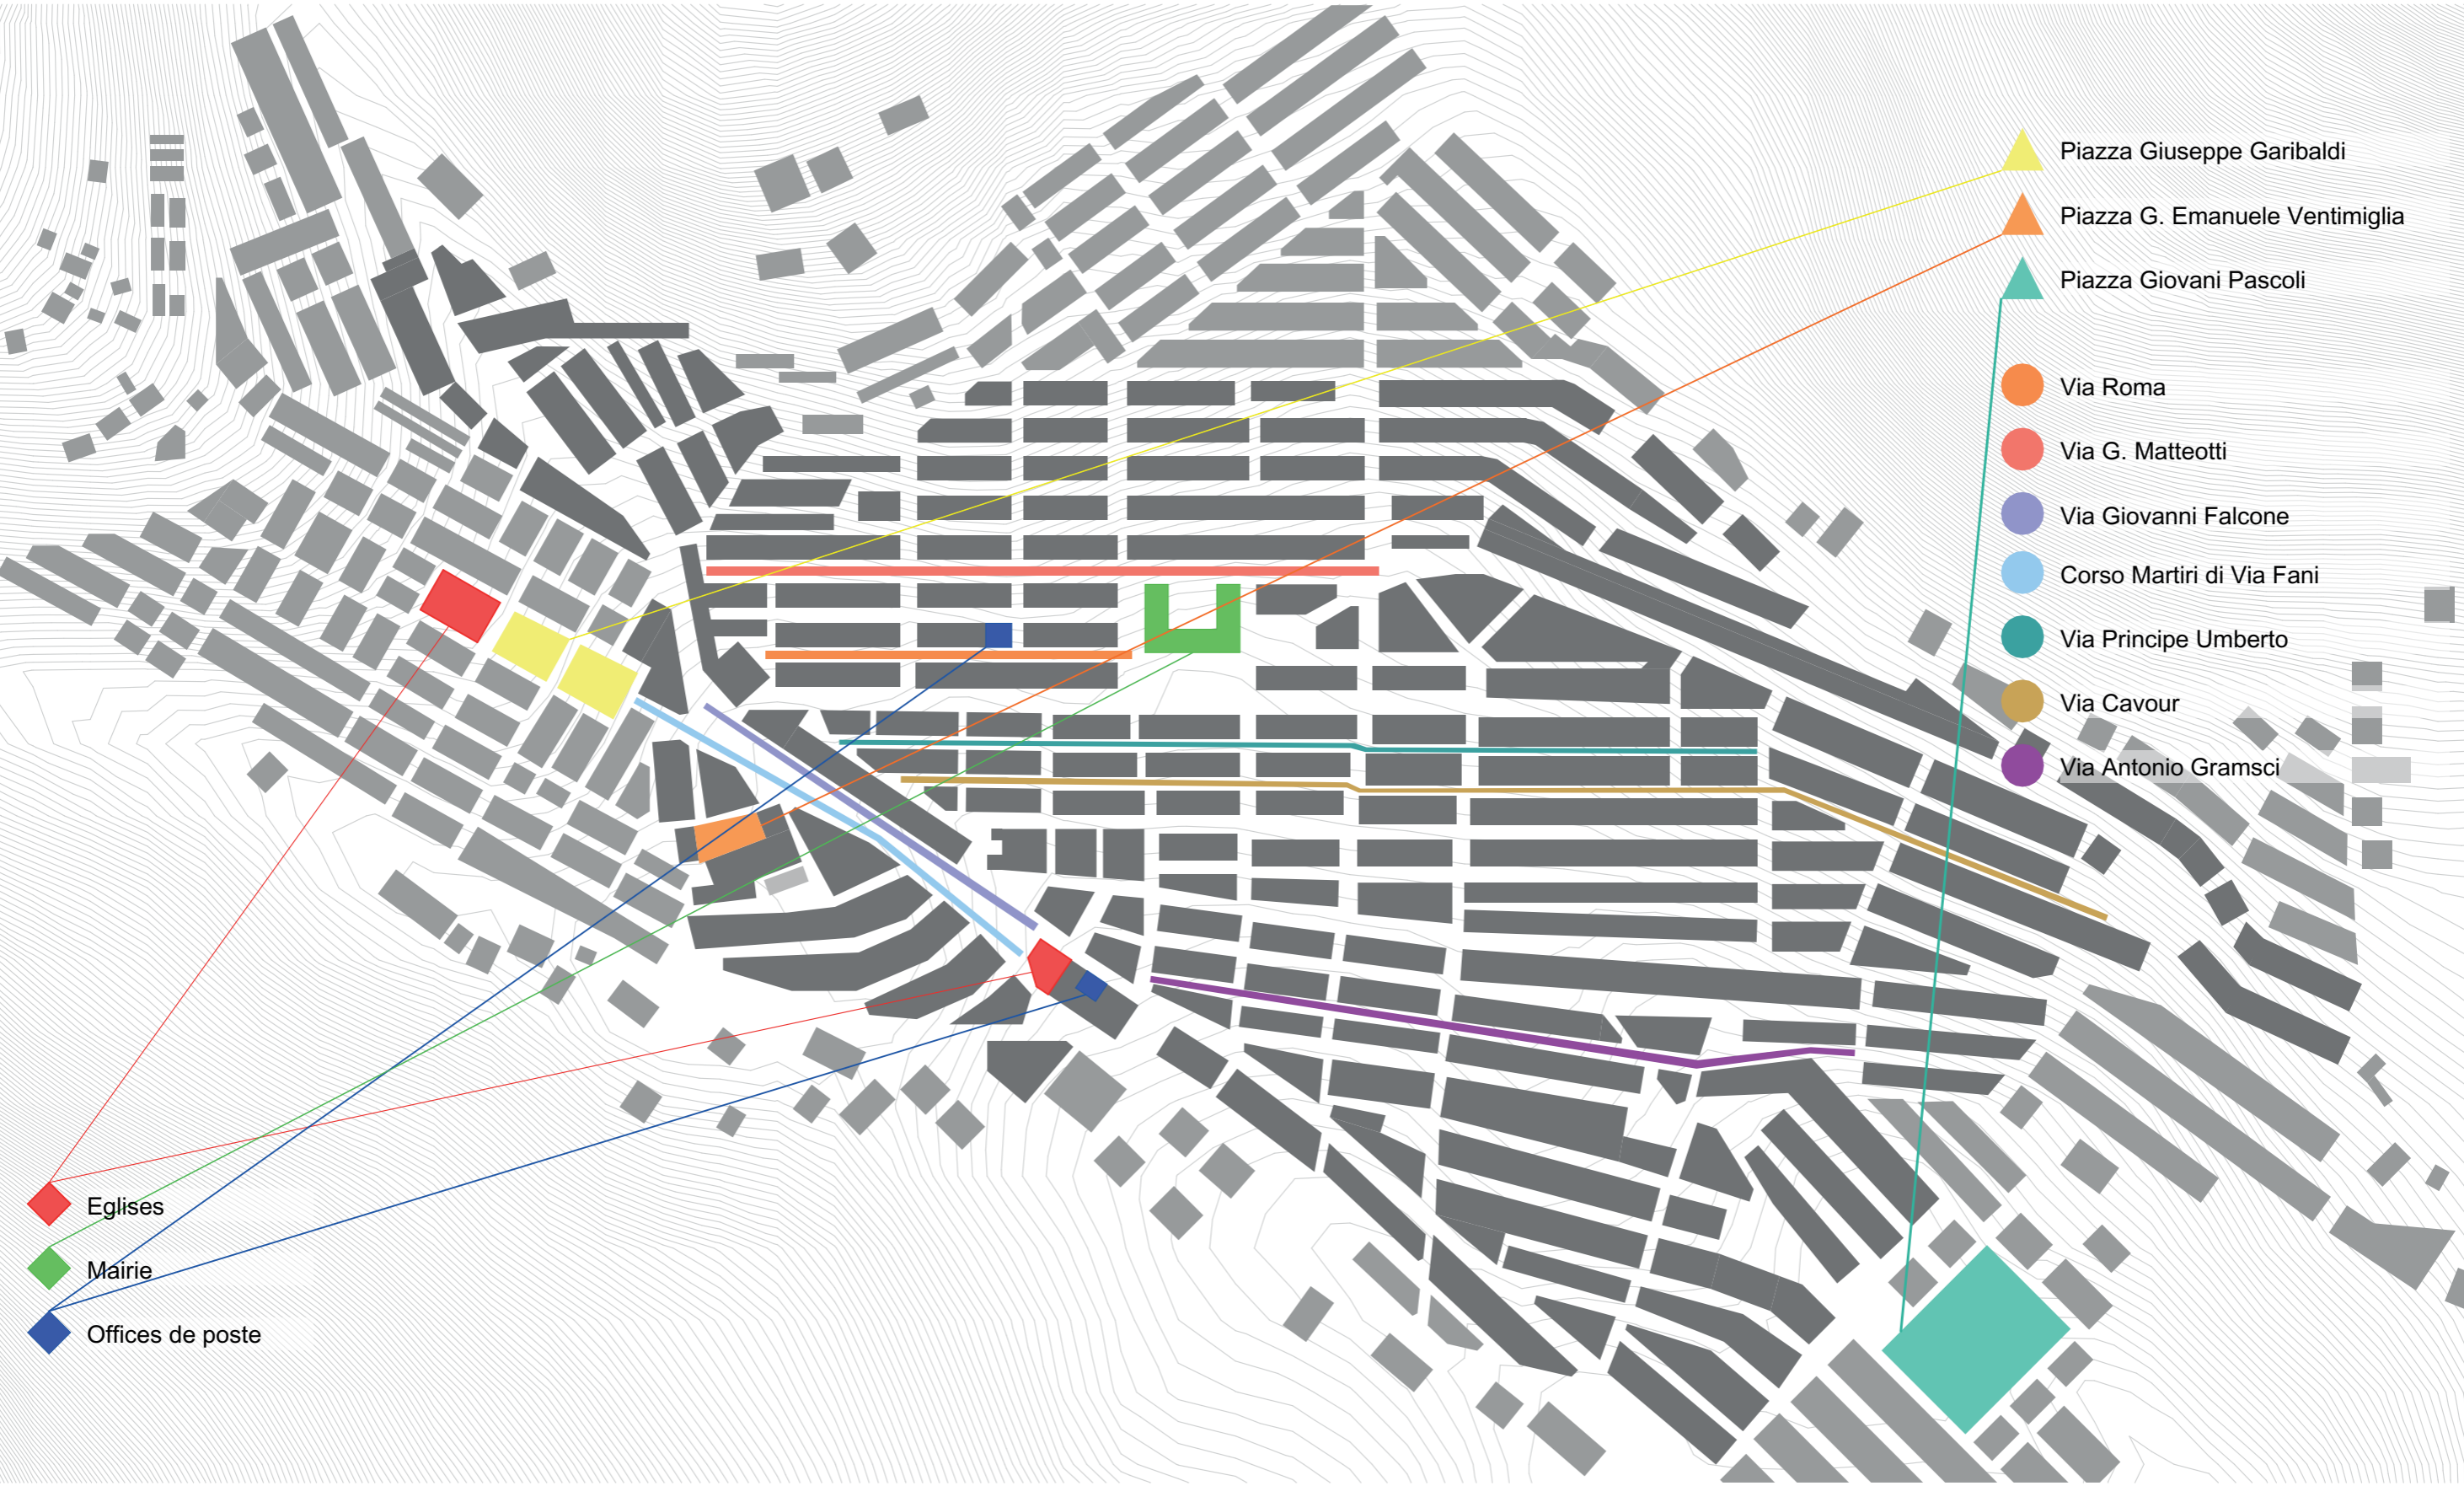 Piazza Giuseppe Garibaldi
Piazza G. Emanuele Ventimiglia
Piazza Giovani Pascoli
Via Roma
Via G. Matteotti
Via Giovanni Falcone
Corso Martiri di Via Fani
Via Principe Umberto
Via Cavour
Via Antonio Gramsci
Eglises
Mairie
Offices de poste